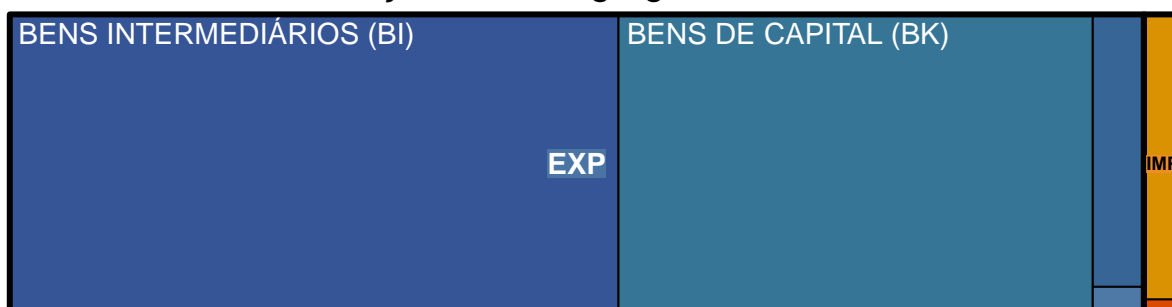 BENS INTERMEDIÁRIOS (BI)
BENS DE CAPITAL (BK)
EXP